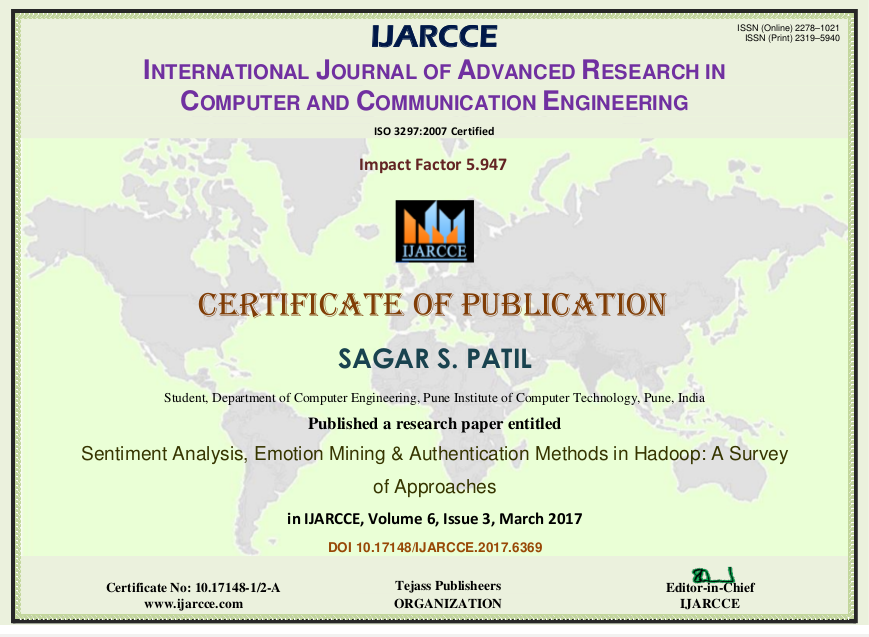 IJARCCE
ISSN (Online) 2278–1021
ISSN (Print) 2319–5940
INTERNATIONAL JOURNAL OF ADVANCED RESEARCH IN
COMPUTER AND COMMUNICATION ENGINEERING
ISO 3297:2007 Certified
Impact Factor 5.947
IJARCCE
CERTIFICATE OF PUBLICATION
SAGAR S. PATIL
Student, Department of Computer Engineering, Pune Institute of Computer Technology, Pune, India
Published a research paper entitled
Sentiment Analysis, Emotion Mining & Authentication Methods in Hadoop: A Survey
of Approaches
in IJARCCE, Volume 6, Issue 3, March 2017
DOI 10.17148/IJARCCE.2017.6369
Certificate No: 10.17148-1/2-A
www.ijarcce.com
Tejass Publisheers
ORGANIZATION
Editor-in-Chief
IJARCCE